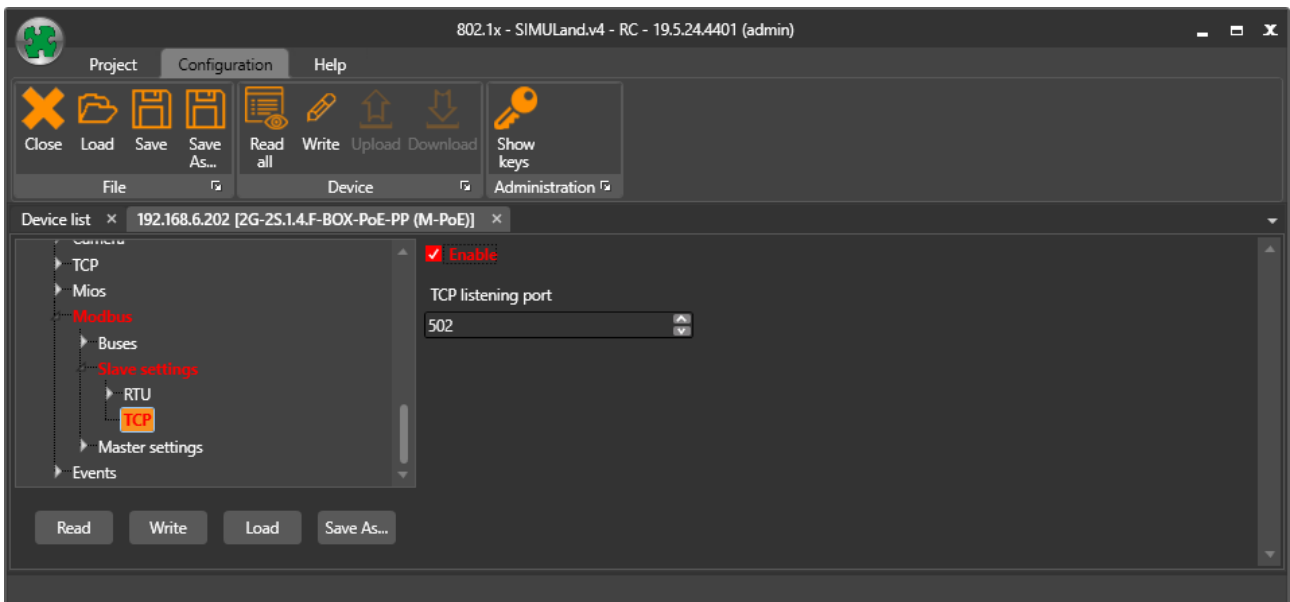 802.1x - SIMULand.v4 - RC - 19.5.24.4401 (admin)
Project Configuration Help
Close Load Save Save As... Read all Write Upload Download Show keys
File Device Administration
Device list × 192.168.6.202 [2G-2S.1.4.F-BOX-PoE-PP (M-PoE)] ×
Camera
Enable
TCP
Mios
TCP listening port
Modbus
502
Buses
Slave settings
RTU
TCP
Master settings
Events
Read Write Load Save As...